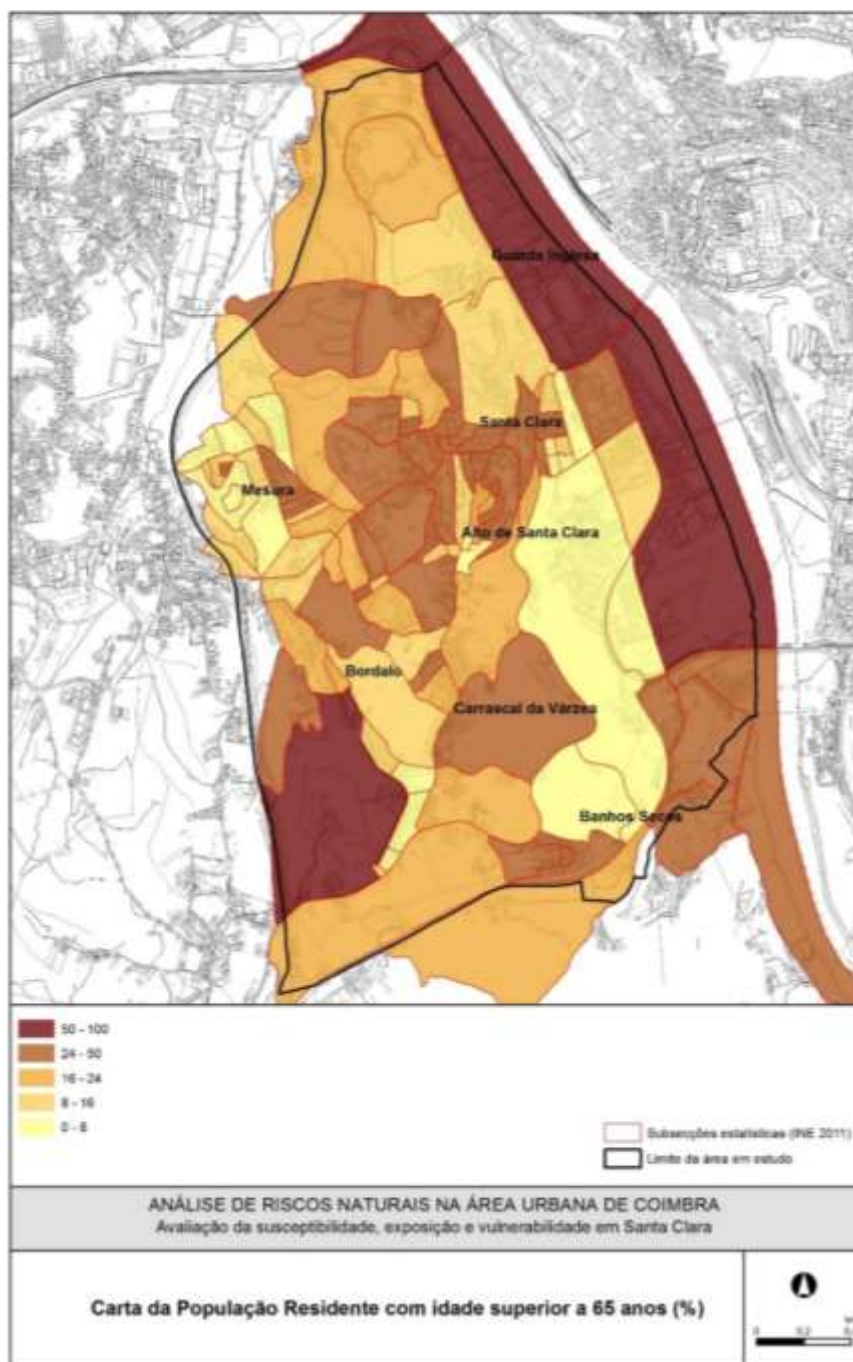 Guarda Inglesa
Santa Clara
Mesura
Alto de Santa Clara
Bordalo
Carrascal da Várzea
Banhos Secos
50 - 100
24 - 50
16 - 24
8 - 16
0 - 8
Subsecções estatísticas (INE 2011)
Limite da área em estudo
ANÁLISE DE RISCOS NATURAIS NA ÁREA URBANA DE COIMBRA
Avaliação da susceptibilidade, exposição e vulnerabilidade em Santa Clara
Carta da População Residente com idade superior a 65 anos (%)
0 0,2